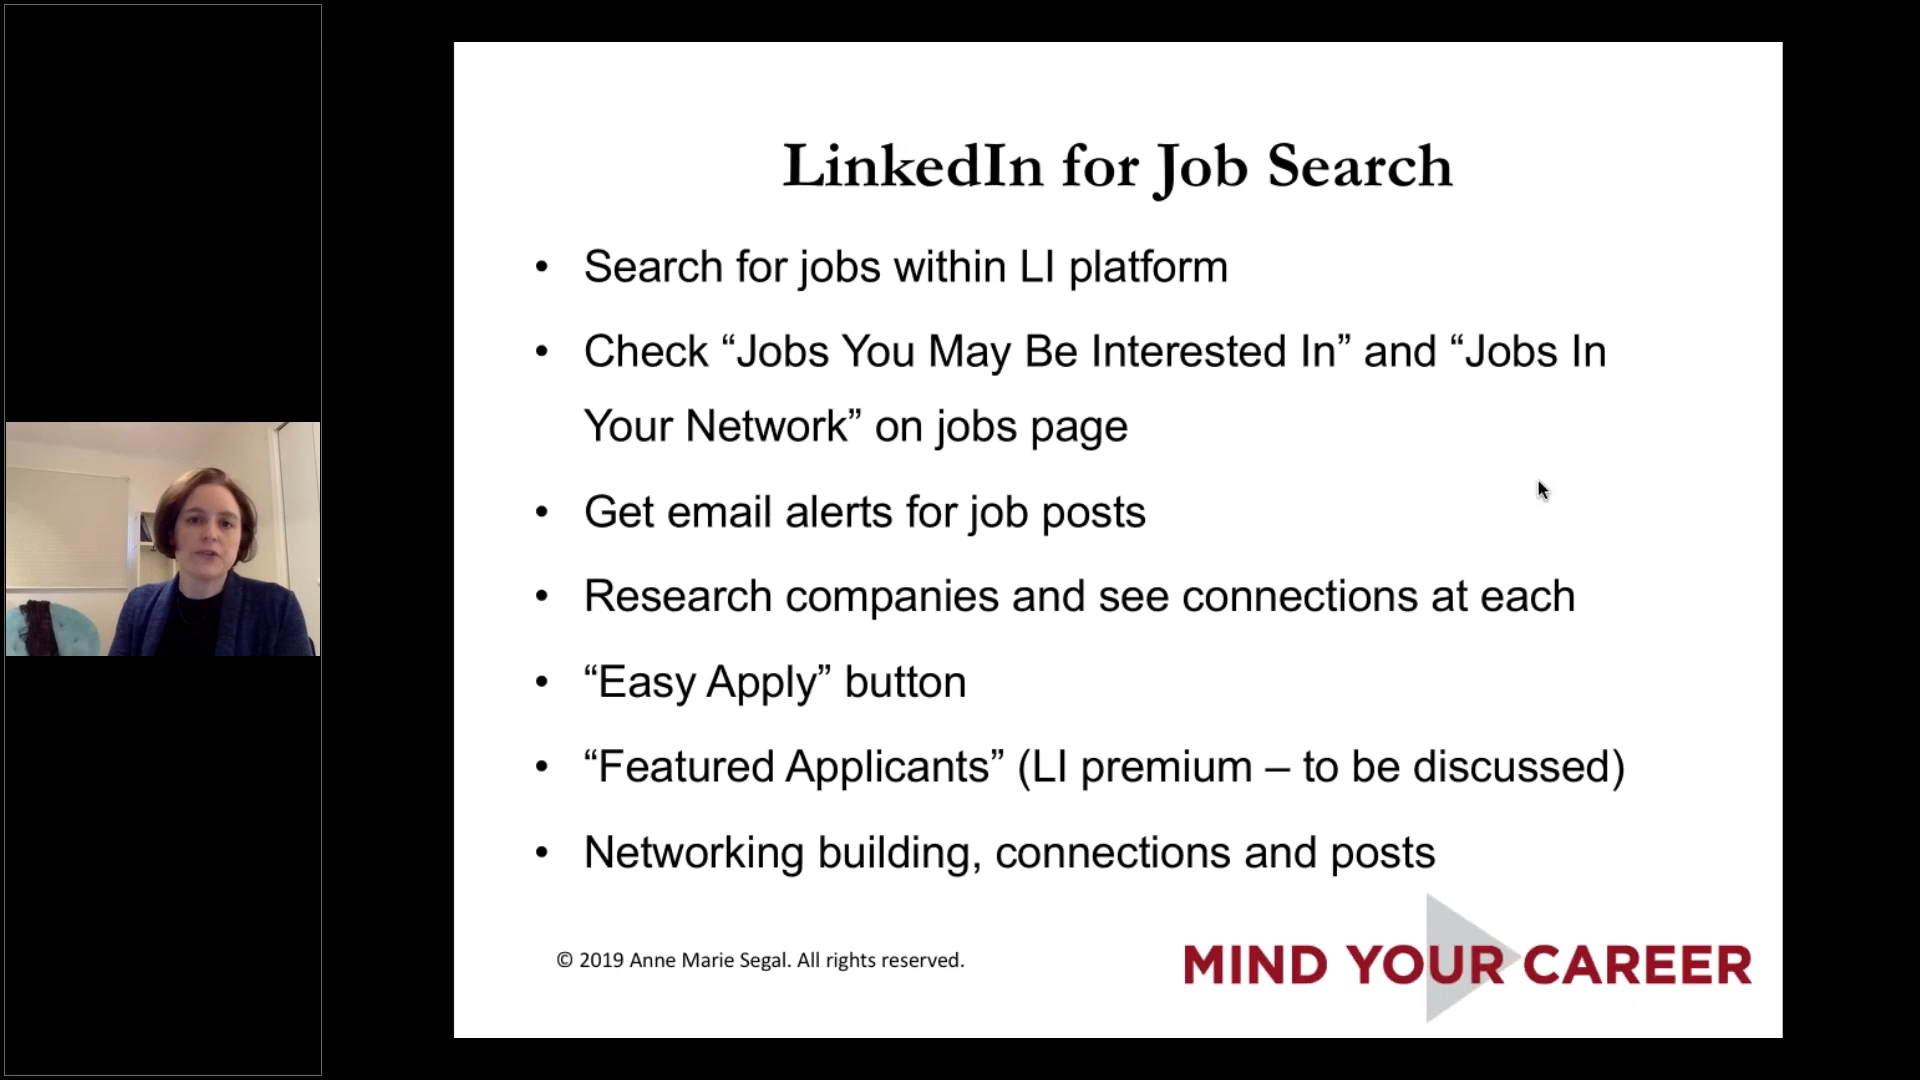 LinkedIn for Job Search
• Search for jobs within LI platform
• Check “Jobs You May Be Interested In” and “Jobs In
Your Network” on jobs page
• Get email alerts for job posts
• Research companies and see connections at each
• “Easy Apply” button
• “Featured Applicants” (LI premium – to be discussed)
• Networking building, connections and posts
© 2019 Anne Marie Segal. All rights reserved.
MIND YOUR CAREER